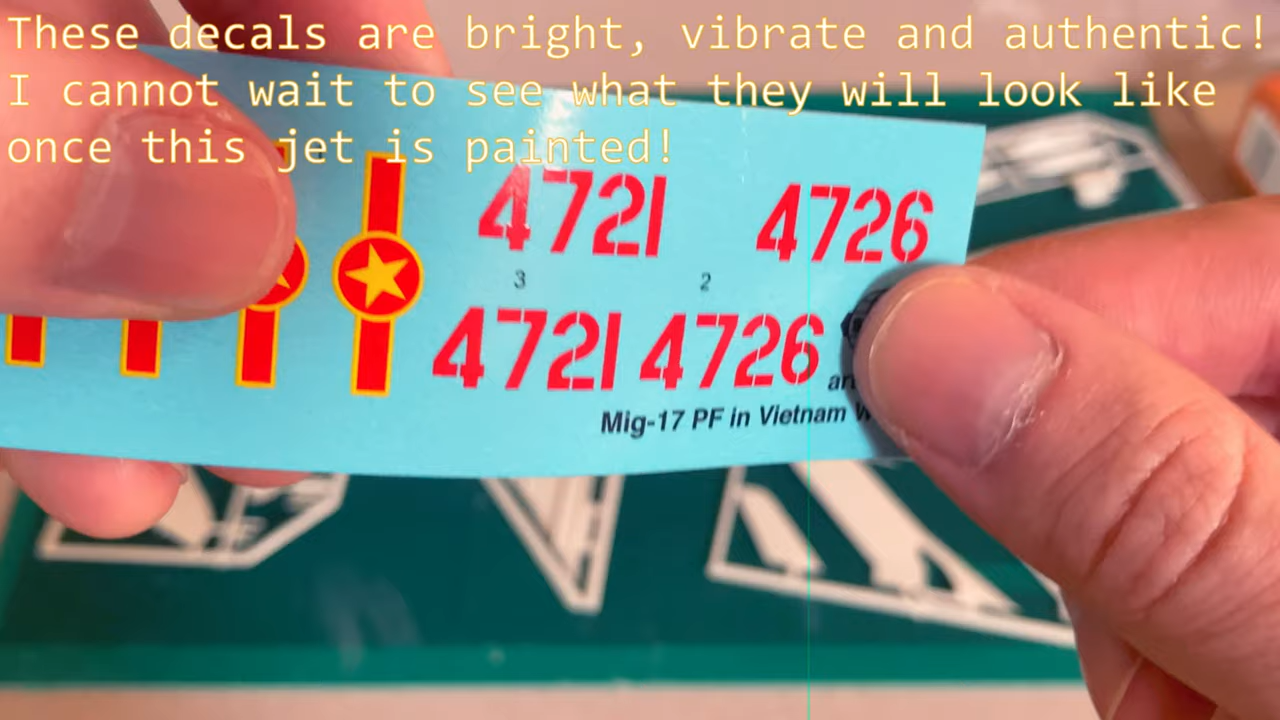 These decals are bright, vibrate and authentic!
I cannot wait to see what they will look like
once this jet is painted!
4721 4726
3 2
4721 4726
Mig-17 PF in Vietnam